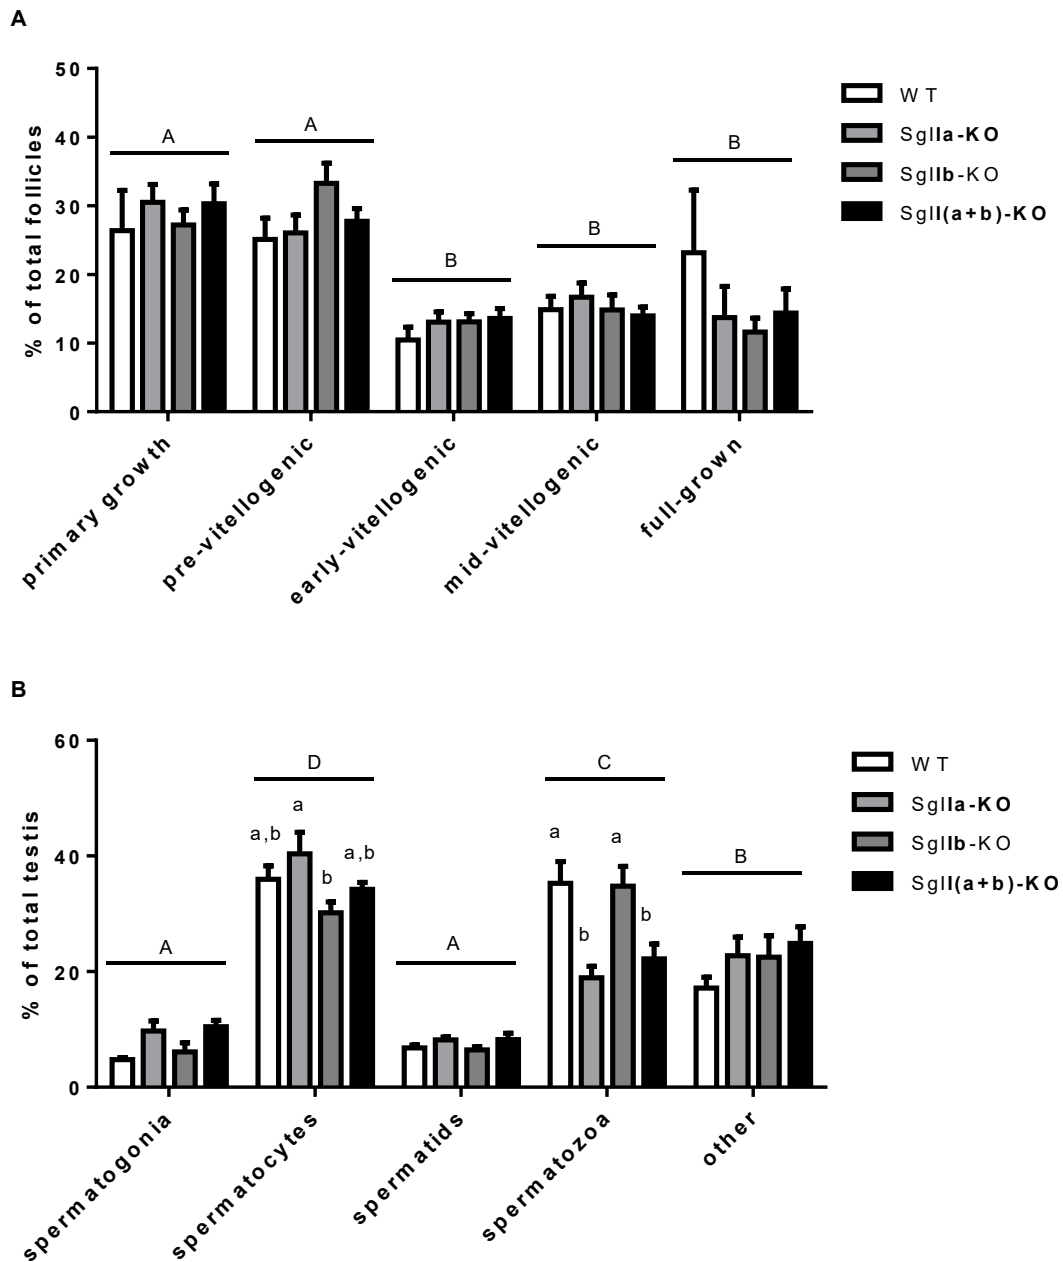 A
50
40
30
20
10
0
% of total follicles
A
A
B
B
B
WT
SgIIa-KO
SgIIb-KO
SgII(a+b)-KO
primary growth
pre-vitellogenic
early-vitellogenic
mid-vitellogenic
full-grown
B
60
40
20
0
% of total testis
A
D
A
C
B
a,b
a
b
a,b
a
b
a
b
WT
SgIIa-KO
SgIIb-KO
SgII(a+b)-KO
spermatogonia
spermatocytes
spermatids
spermatozoa
other